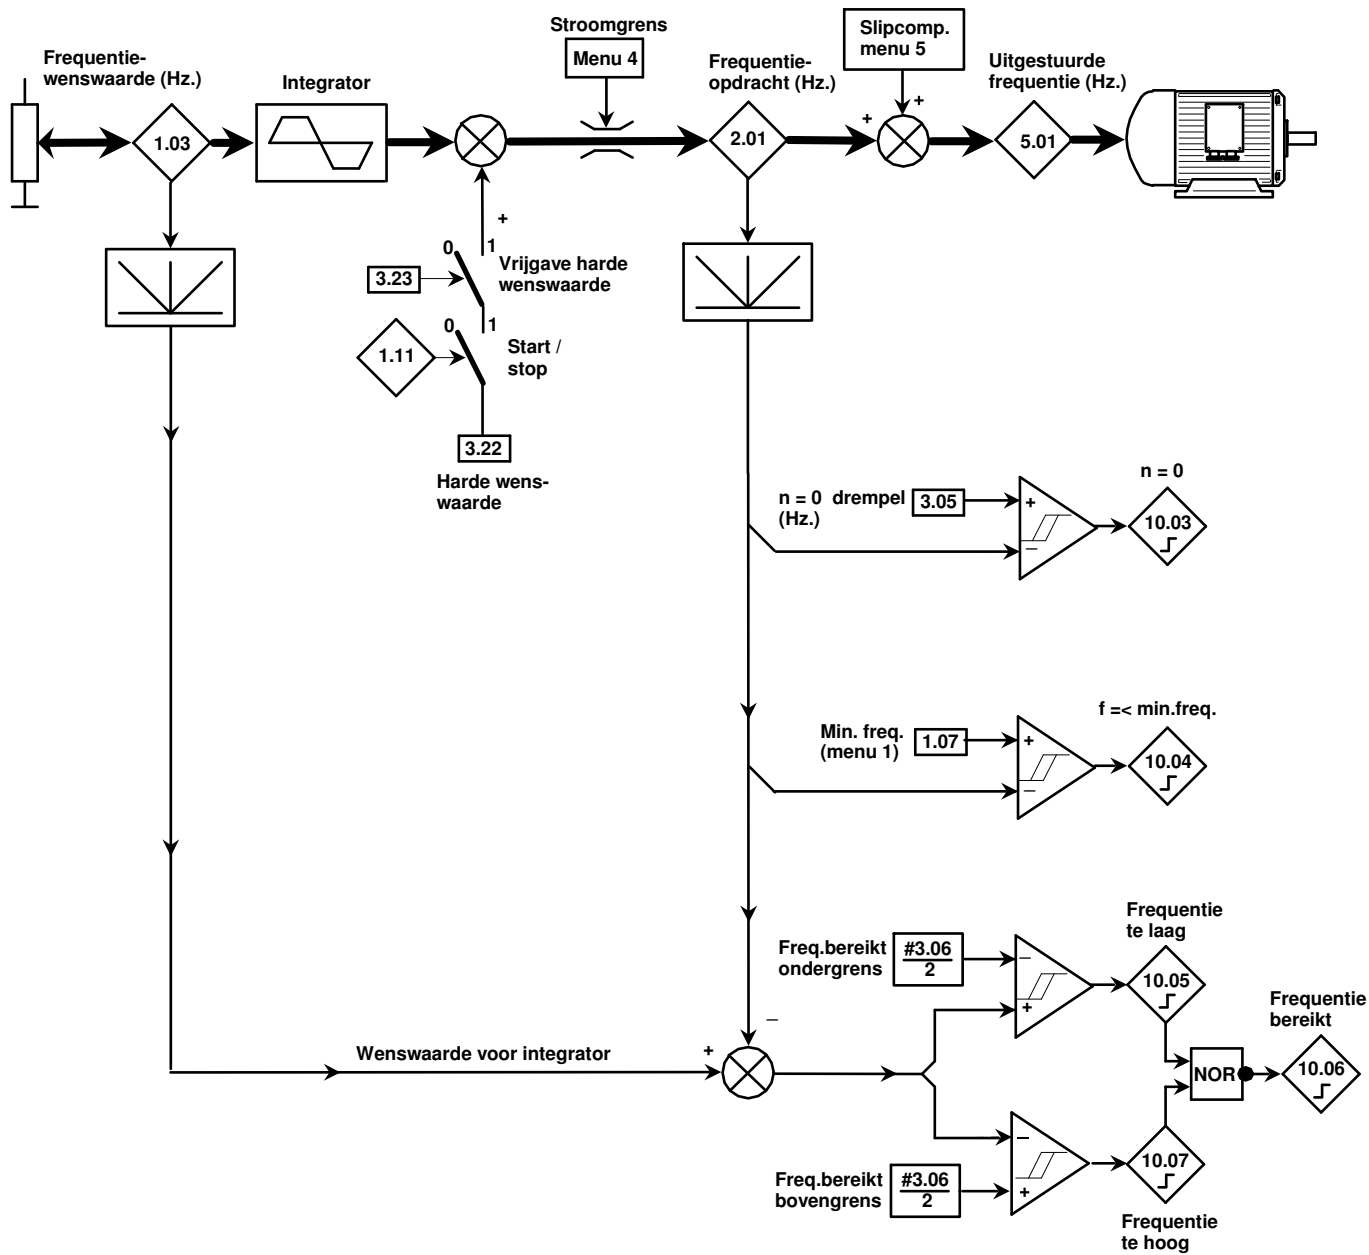 Stroomgrens
Menu 4
Slipcomp.
menu 5
Frequentie-
wenswaarde (Hz.)
Integrator
Frequentie-
opdracht (Hz.)
Uitgestuurde
frequentie (Hz.)
1.03
2.01
5.01
+
+
+
0
1
Vrijgave harde
wenswaarde
3.23
0
1
Start /
stop
1.11
3.22
Harde wens-
waarde
n = 0 drempel
(Hz.)
3.05
+
–
n = 0
10.03
Min. freq.
(menu 1)
1.07
+
–
f =< min.freq.
10.04
Freq.bereikt
ondergrens
#3.06
2
–
+
Frequentie
te laag
10.05
Wenswaarde voor integrator
+
–
NOR
Frequentie
bereikt
10.06
Freq.bereikt
bovengrens
#3.06
2
–
+
10.07
Frequentie
te hoog